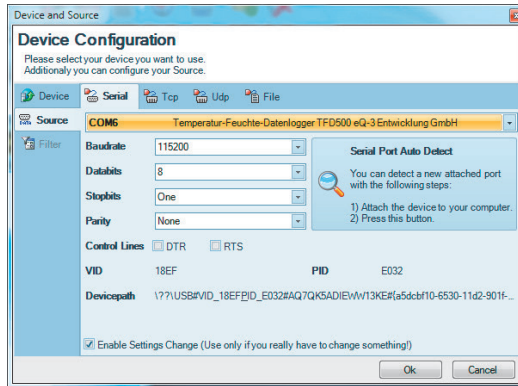 Device and Source
Device Configuration
Please select your device you want to use.
Additionaly you can configure your Source.
Device
Serial
Tcp
Udp
File
Source
Filter
COM6 Temperatur-Feuchte-Datenlogger TFD500 eQ-3 Entwicklung GmbH
Baudrate 115200
Databits 8
Stopbits One
Parity None
Serial Port Auto Detect
You can detect a new attached port
with the following steps:
1) Attach the device to your computer.
2) Press this button.
Control Lines DTR RTS
VID 18EF PID E032
Devicepath \??\USB#VID_18EFPID_E032#AQ7QK5ADIEWW13KE#{a5dcbf10-6530-11d2-901f-...
Enable Settings Change (Use only if you really have to change something!)
Ok Cancel